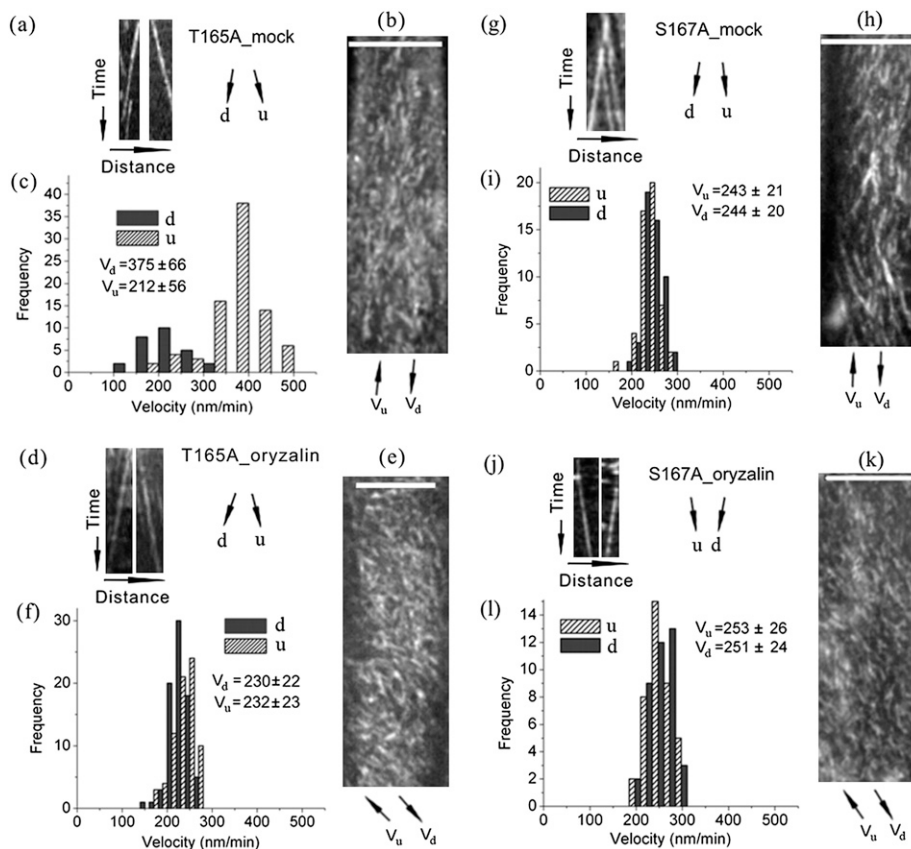 (a)
T165A_mock
Time
d u
Distance
(b)
V_u V_d
(c)
d
u
V_d =375±66
V_u =212±56
Frequency
40
35
30
25
20
15
10
5
0
0 100 200 300 400 500
Velocity (nm/min)
(g)
S167A_mock
Time
d u
Distance
(h)
V_u V_d
(i)
u
d
V_u =243 ± 21
V_d =244 ± 20
Frequency
20
15
10
5
0
0 100 200 300 400 500
Velocity (nm/min)
(d)
T165A_oryzalin
Time
d u
Distance
(e)
V_u V_d
(f)
d
u
V_d =230±22
V_u =232±23
Frequency
30
20
10
0
0 100 200 300 400 500
Velocity (nm/min)
(j)
S167A_oryzalin
Time
u d
Distance
(k)
V_u V_d
(l)
u
d
V_u =253 ± 26
V_d =251 ± 24
Frequency
14
12
10
8
6
4
2
0
0 100 200 300 400 500
Velocity (nm/min)